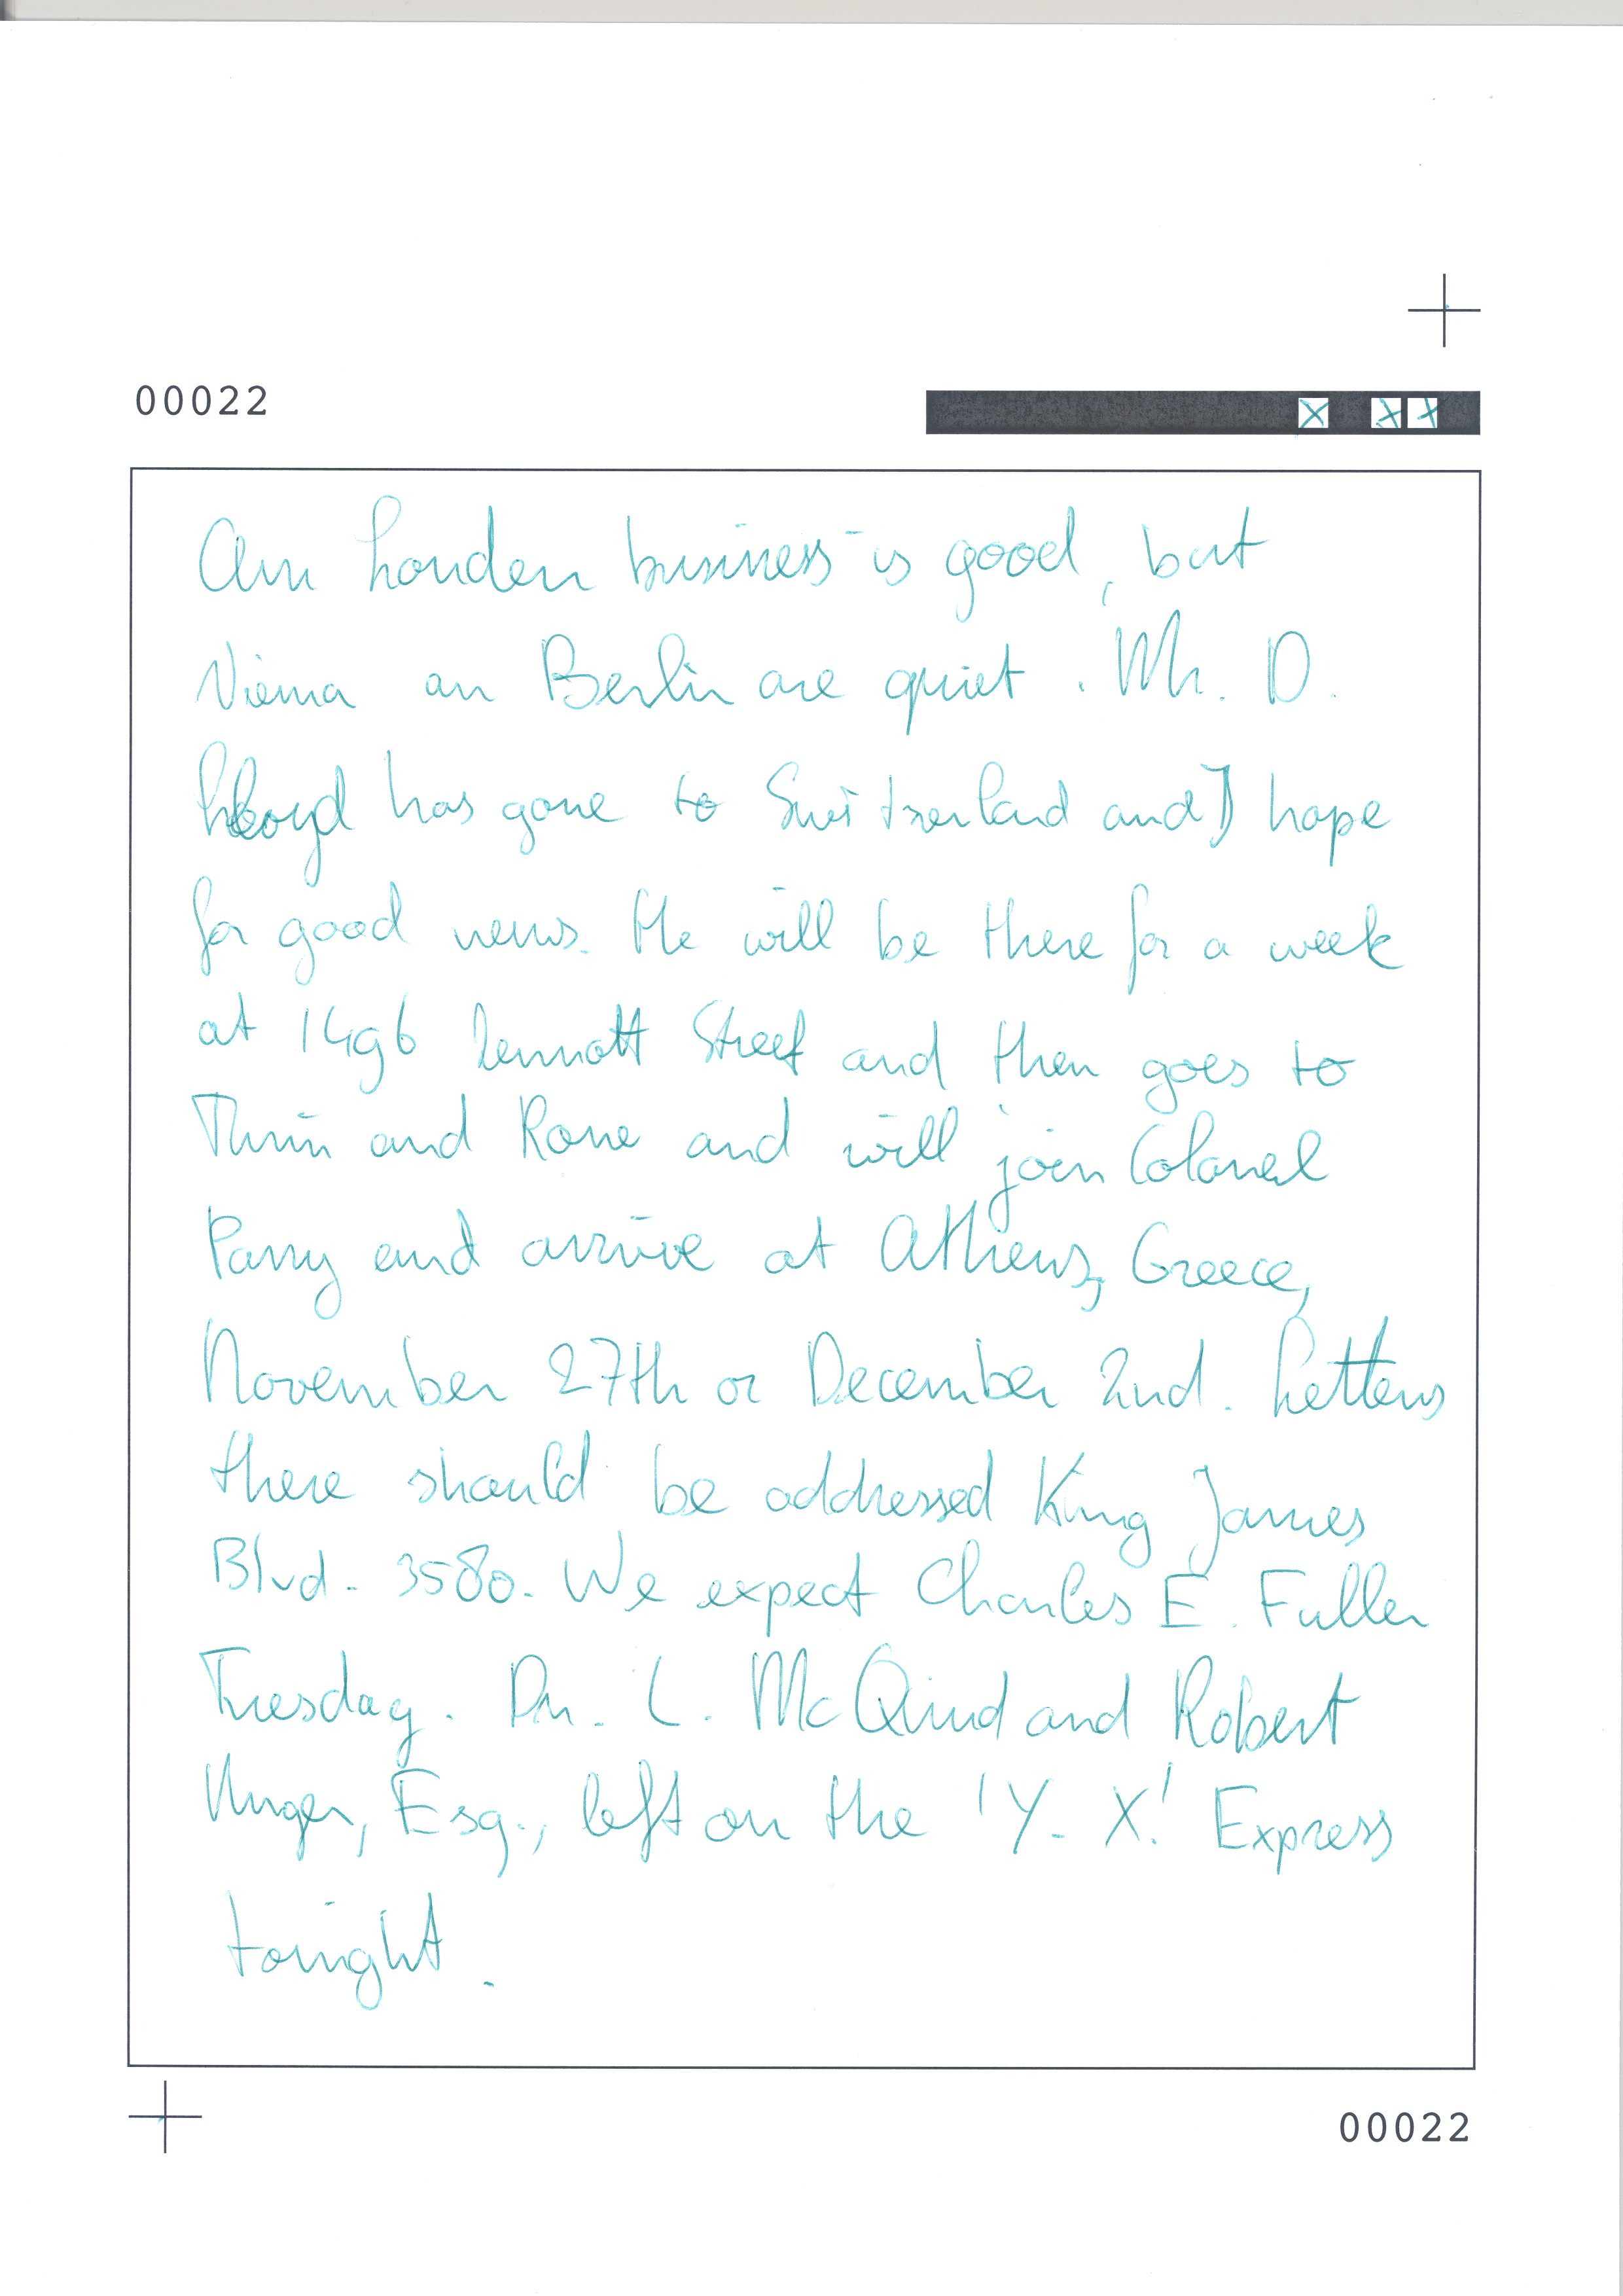 00022
Our London business is good, but
Vienna an Berlin are quiet. Mr. D.
Lloyd has gone to Switzerland and I hope
for good news. He will be there for a week
at 1496 Zermott Street and then goes to
Turin and Rome and will join Colonel
Parry and arrive at Athens, Greece,
November 27th or December 2nd. Letters
there should be addressed King James
Blvd. 3580. We expect Charles E. Fuller
Tuesday. Dr. L. McQuid and Robert
Unger, Esq., left on the 'Y. X.' Express
tonight.
00022